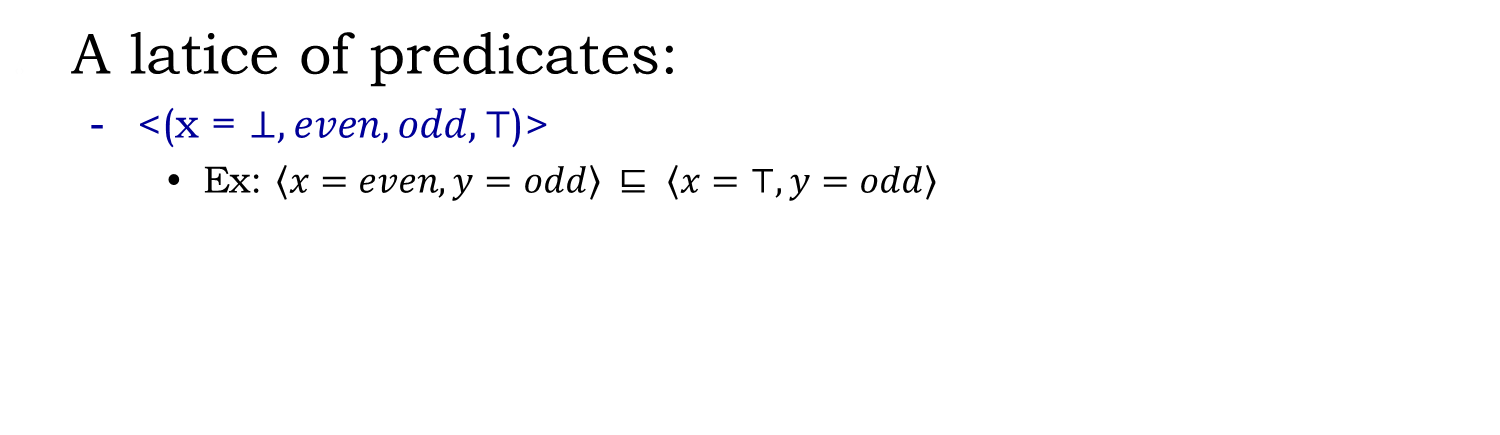 A latice of predicates:
- <(x = ⊥, even, odd, ⊤)>
• Ex: ⟨x = even, y = odd⟩ ⊑ ⟨x = ⊤, y = odd⟩